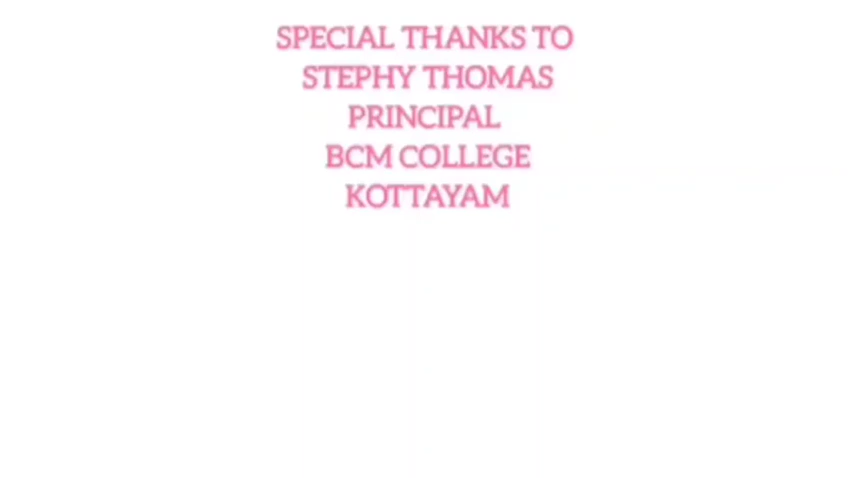 SPECIAL THANKS TO
STEPHY THOMAS
PRINCIPAL
BCM COLLEGE
KOTTAYAM